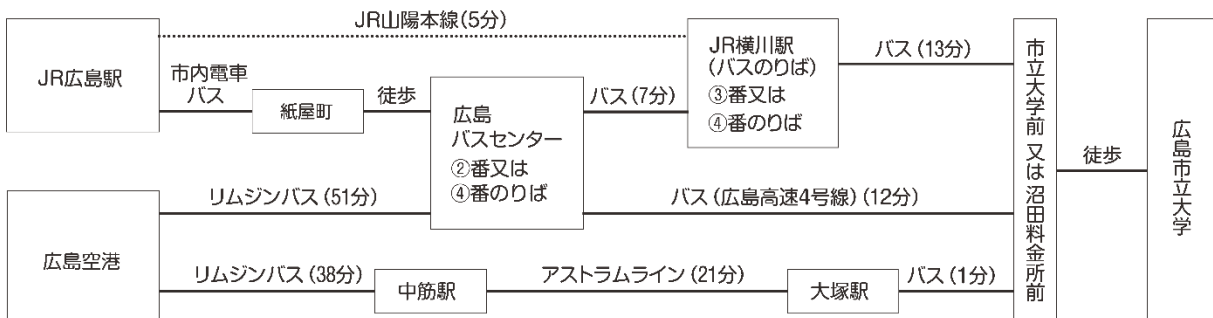 JR山陽本線(5分)
JR広島駅
市内電車
バス
紙屋町
徒歩
広島
バスセンター
②番又は
④番のりば
バス(7分)
JR横川駅
(バスのりば)
③番又は
④番のりば
バス(13分)
広島空港
リムジンバス(51分)
バス(広島高速4号線)(12分)
リムジンバス(38分)
中筋駅
アストラムライン(21分)
大塚駅
バス(1分)
市立大学前 又は 沼田料金所前
徒歩
広島市立大学